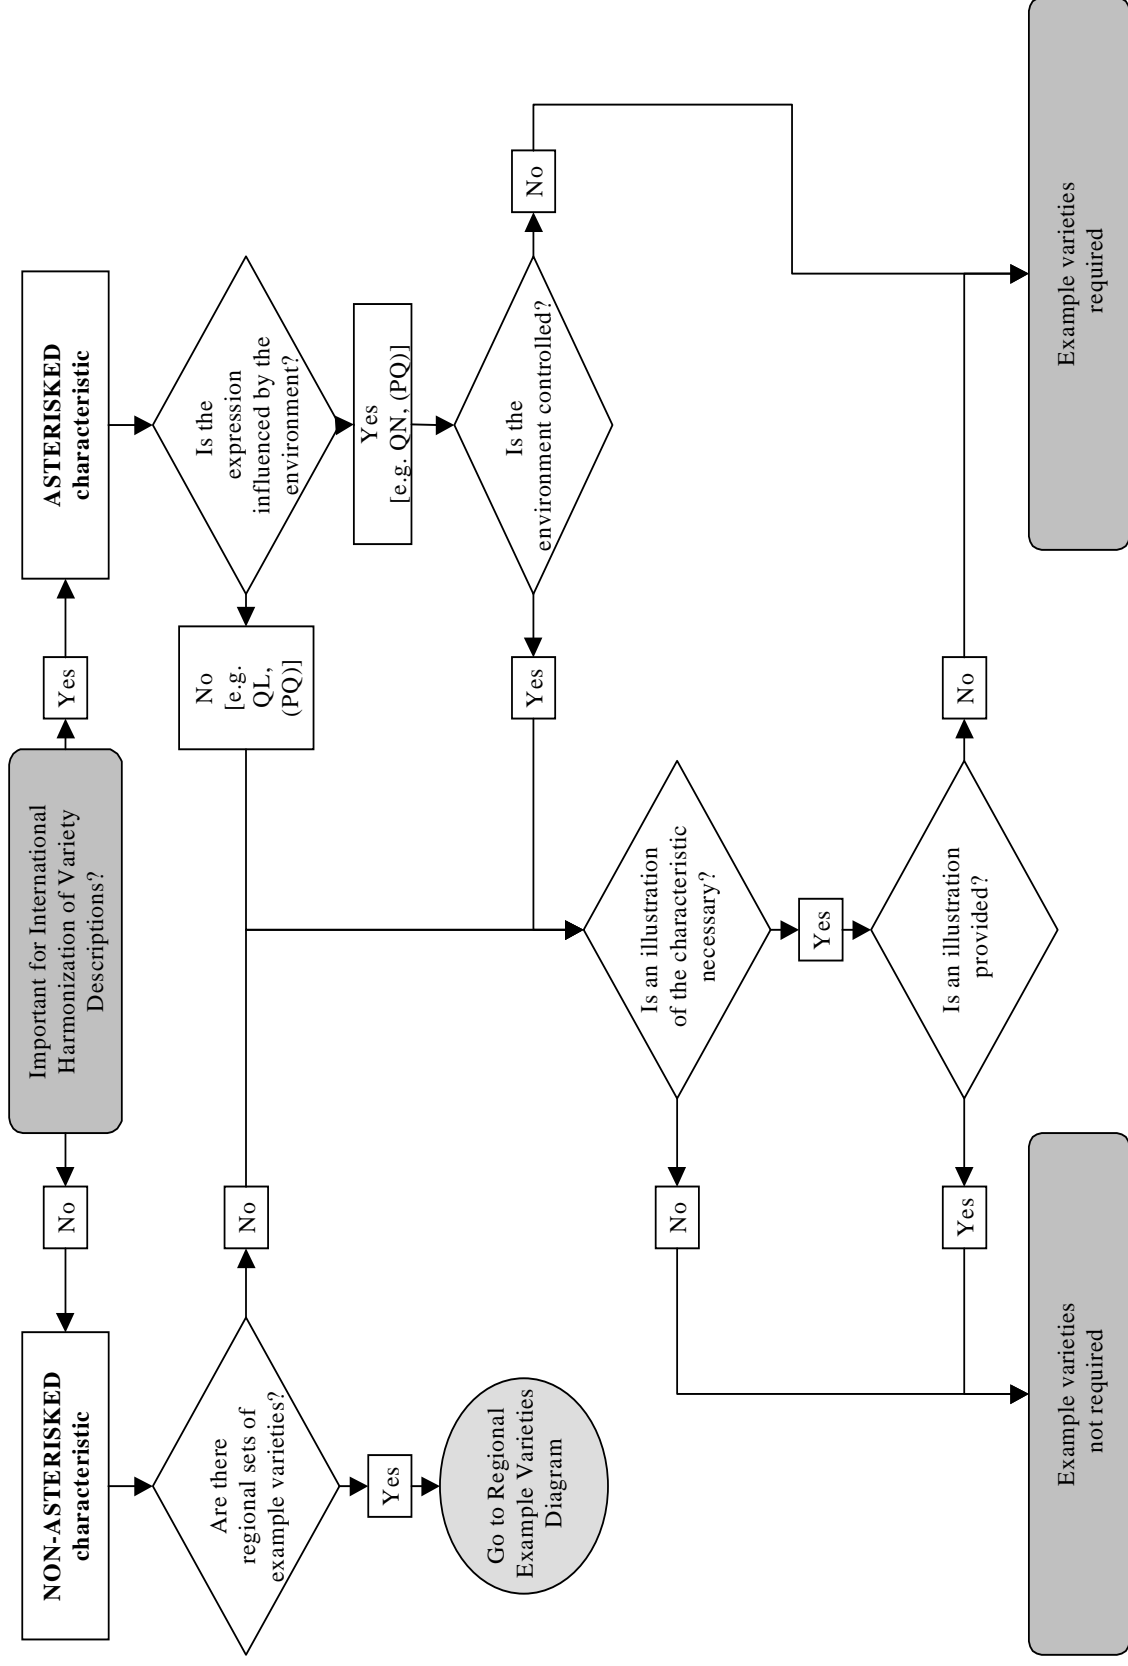 Important for International
Harmonization of Variety
Descriptions?
No
Yes
NON-ASTERISKED
characteristic
ASTERISKED
characteristic
Are there
regional sets of
example varieties?
No
No
[e.g.
QL,
(PQ)]
Is the
expression
influenced by the
environment?
Yes
Yes
[e.g. QN, (PQ)]
Go to Regional
Example Varieties
Diagram
Yes
Is the
environment controlled?
No
Is an illustration
of the characteristic
necessary?
No
Yes
Is an illustration
provided?
Yes
No
Example varieties
not required
Example varieties
required